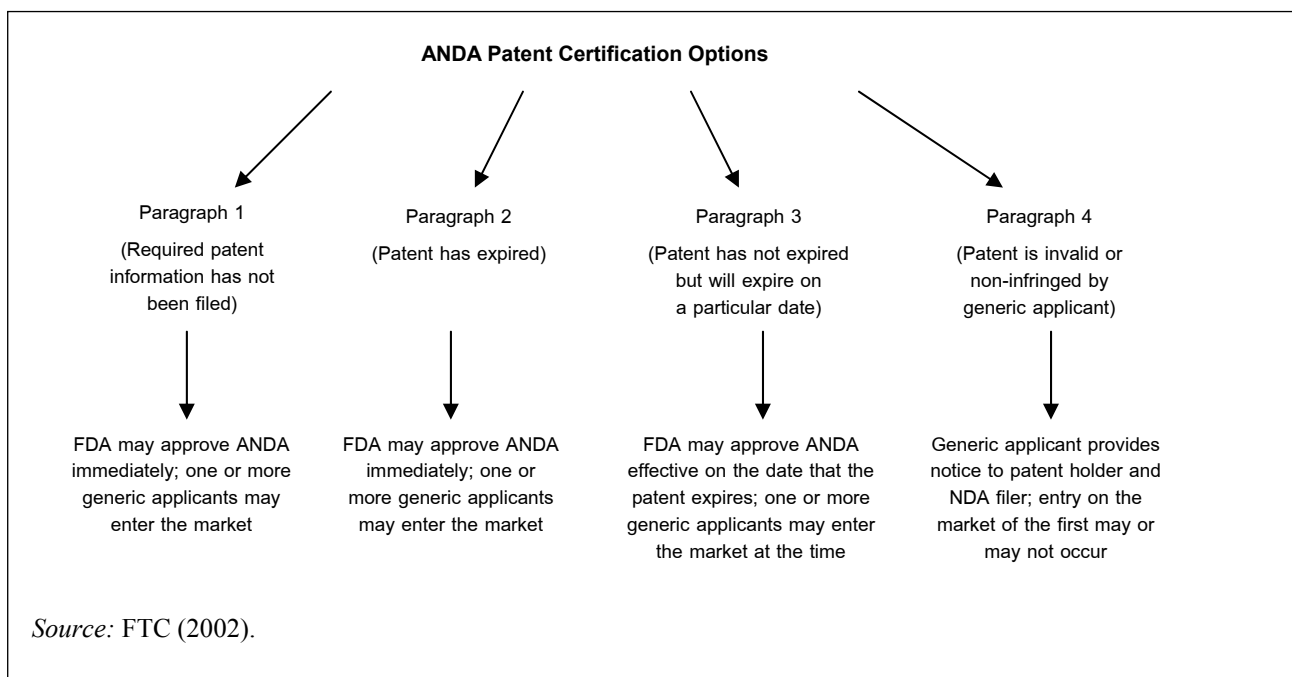 ANDA Patent Certification Options
Paragraph 1
(Required patent
information has not
been filed)
FDA may approve ANDA
immediately; one or more
generic applicants may
enter the market
Paragraph 2
(Patent has expired)
FDA may approve ANDA
immediately; one or
more generic applicants
may enter the market
Paragraph 3
(Patent has not expired
but will expire on
a particular date)
FDA may approve ANDA
effective on the date that the
patent expires; one or more
generic applicants may enter
the market at the time
Paragraph 4
(Patent is invalid or
non-infringed by
generic applicant)
Generic applicant provides
notice to patent holder and
NDA filer; entry on the
market of the first may or
may not occur
Source: FTC (2002).